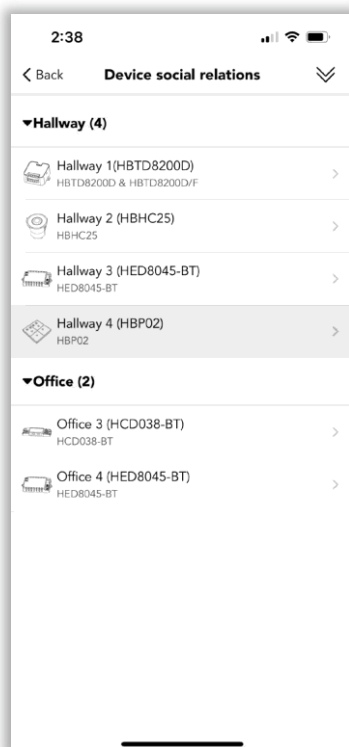 2:38
Back
Device social relations
Hallway (4)
Hallway 1(HBTD8200D)
HBTD8200D & HBTD8200D/F
Hallway 2 (HBHC25)
HBHC25
Hallway 3 (HED8045-BT)
HED8045-BT
Hallway 4 (HBP02)
HBP02
Office (2)
Office 3 (HCD038-BT)
HCD038-BT
Office 4 (HED8045-BT)
HED8045-BT